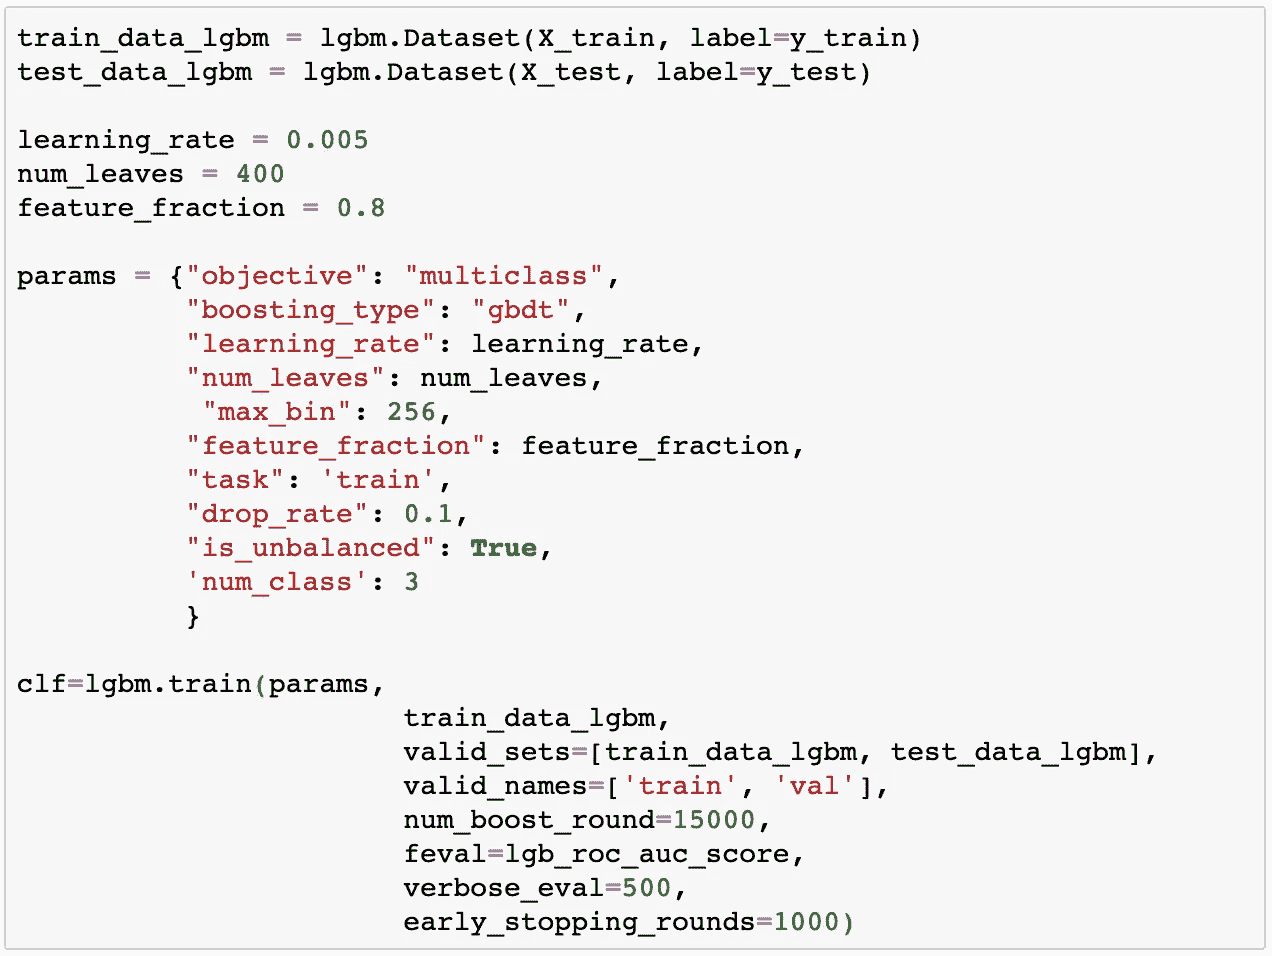 train_data_lgbm = lgbm.Dataset(X_train, label=y_train)
test_data_lgbm = lgbm.Dataset(X_test, label=y_test)

learning_rate = 0.005
num_leaves = 400
feature_fraction = 0.8

params = {"objective": "multiclass",
          "boosting_type": "gbdt",
          "learning_rate": learning_rate,
          "num_leaves": num_leaves,
           "max_bin": 256,
          "feature_fraction": feature_fraction,
          "task": 'train',
          "drop_rate": 0.1,
          "is_unbalanced": True,
          'num_class': 3
          }

clf=lgbm.train(params,
                       train_data_lgbm,
                       valid_sets=[train_data_lgbm, test_data_lgbm],
                       valid_names=['train', 'val'],
                       num_boost_round=15000,
                       feval=lgb_roc_auc_score,
                       verbose_eval=500,
                       early_stopping_rounds=1000)